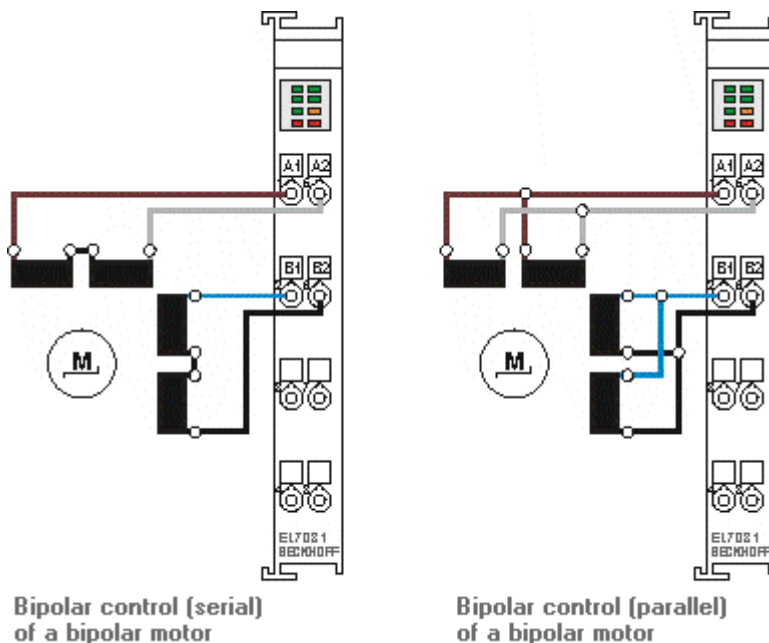 A1 A2
B1 B2
M
EL7031
BECKHOFF
Bipolar control (serial)
of a bipolar motor
A1 A2
B1 B2
M
EL7031
BECKHOFF
Bipolar control (parallel)
of a bipolar motor